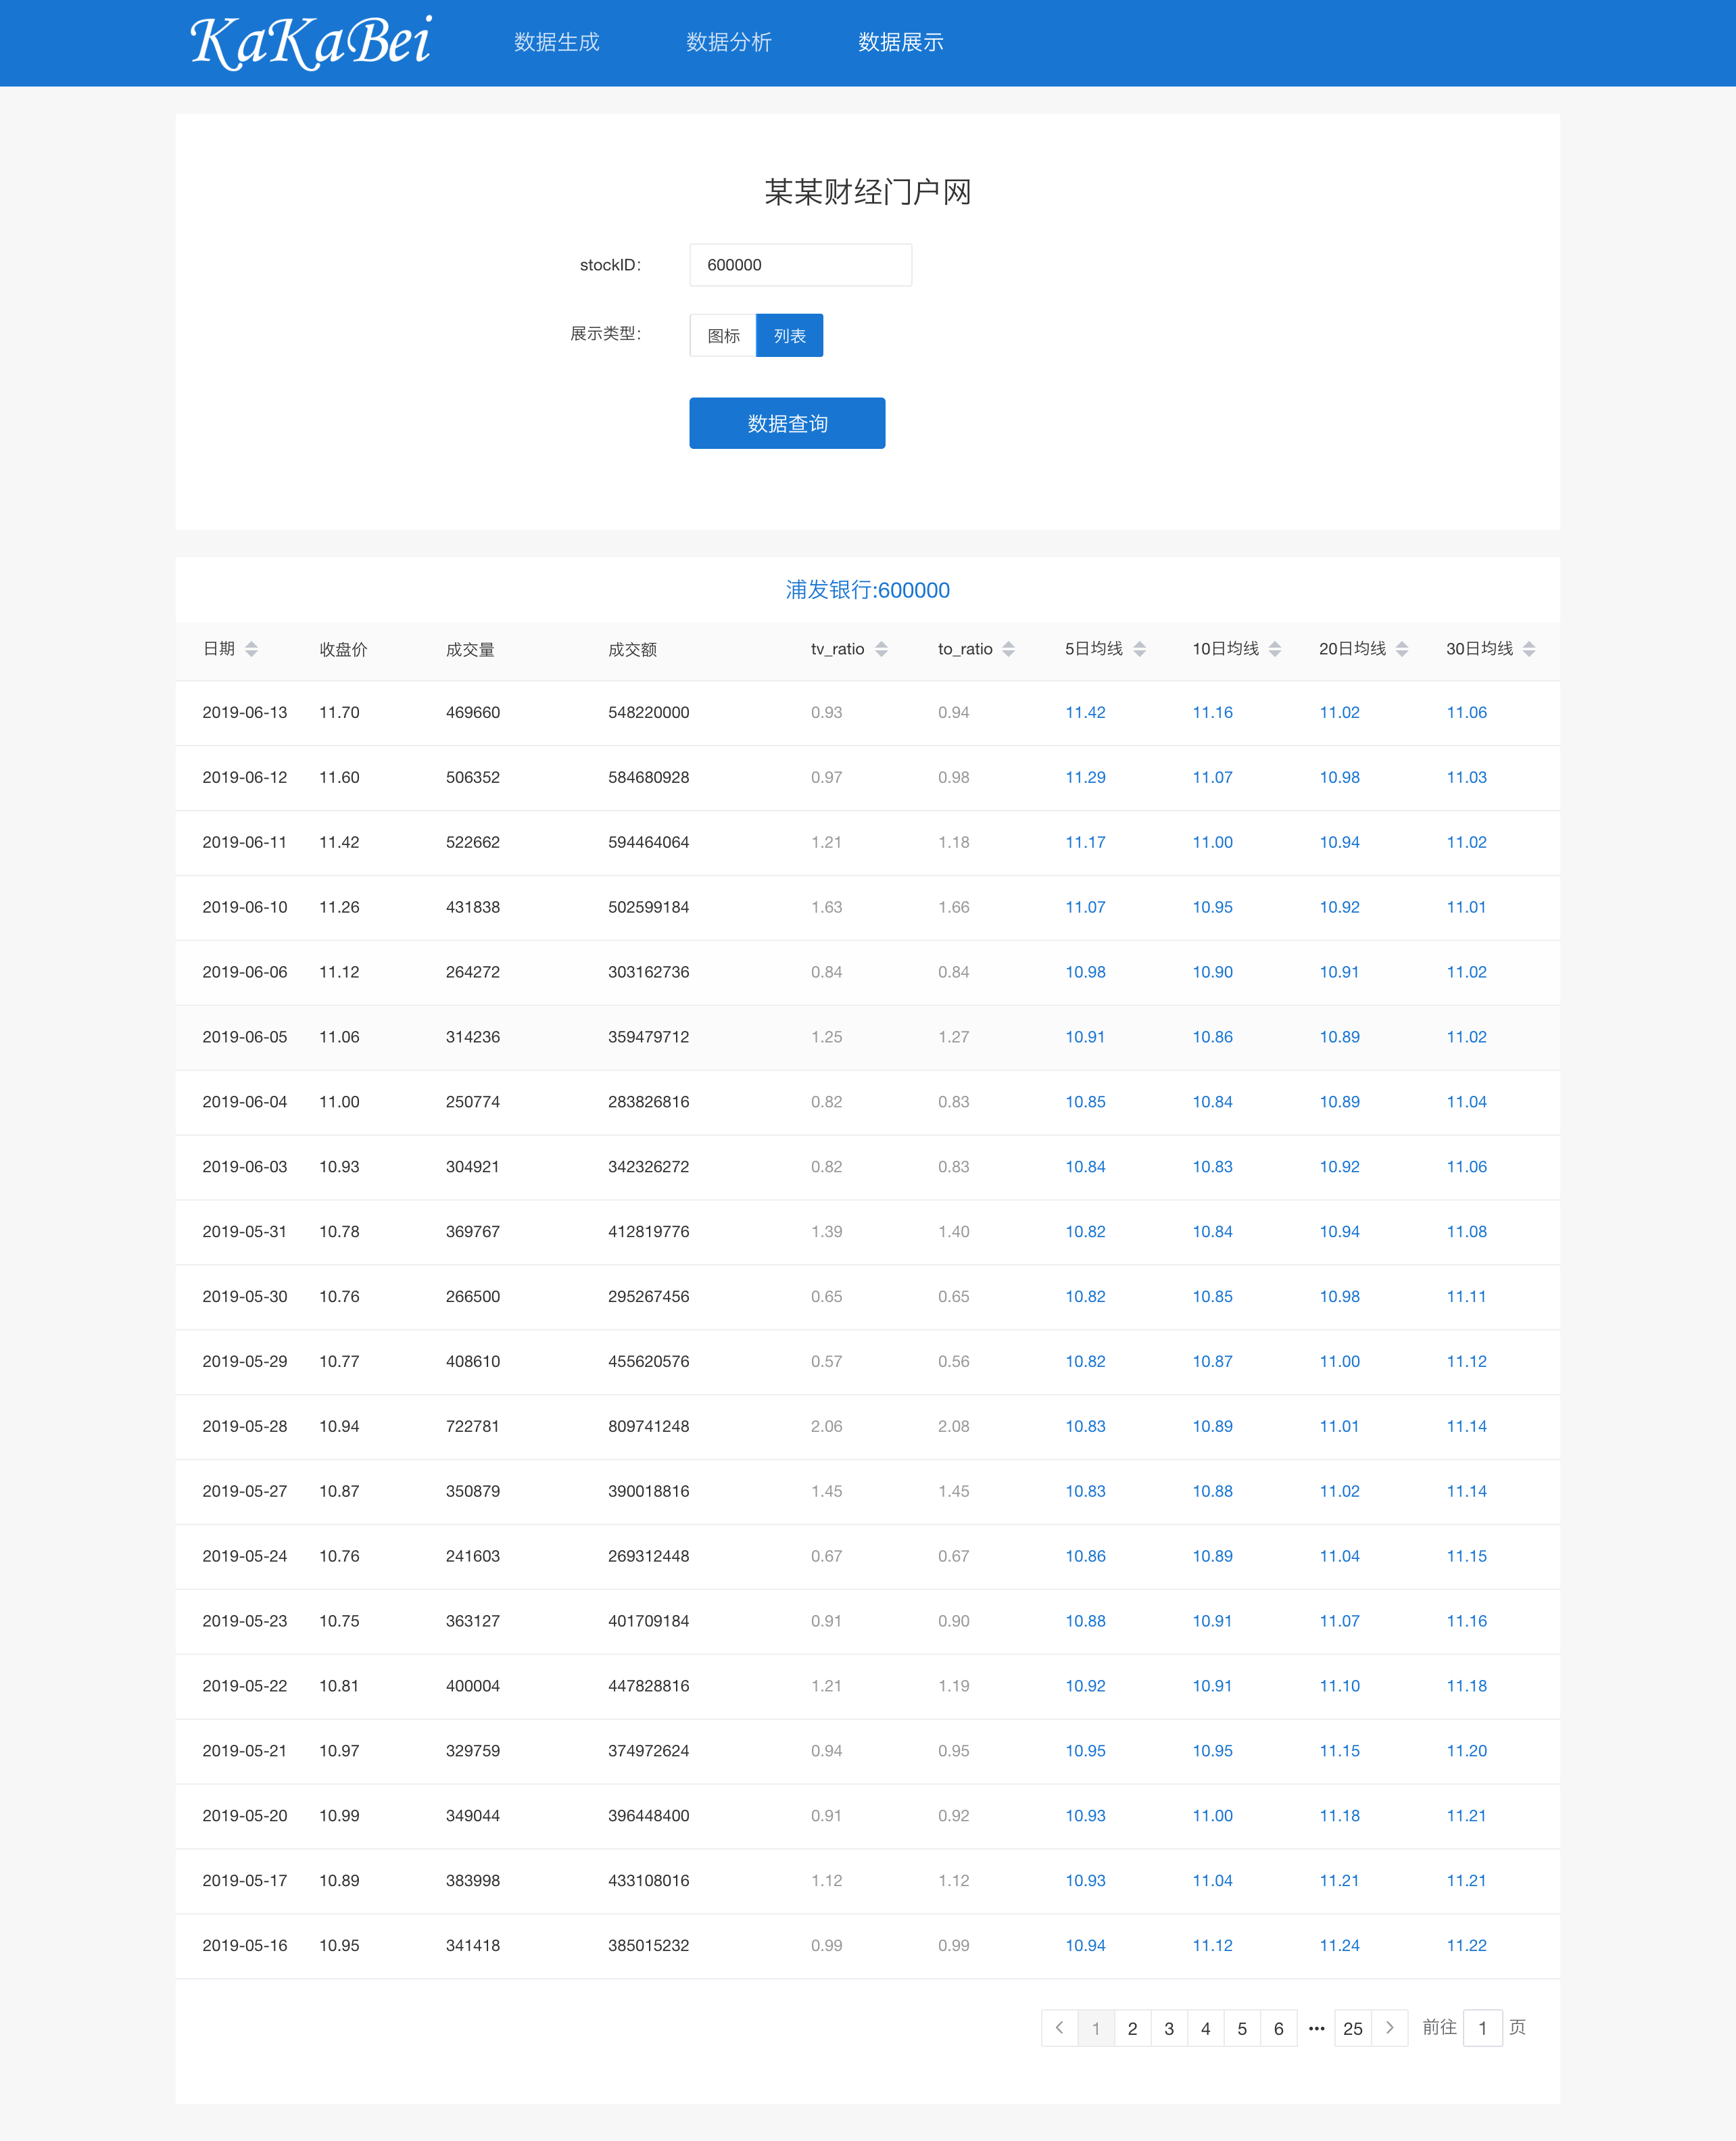 KaKaBei 数据生成 数据分析 数据展示
某某财经门户网
stockID: 600000
展示类型: 图标 列表
数据查询
浦发银行:600000
日期 收盘价 成交量 成交额 tv_ratio to_ratio 5日均线 10日均线 20日均线 30日均线
2019-06-13 11.70 469660 548220000 0.93 0.94 11.42 11.16 11.02 11.06
2019-06-12 11.60 506352 584680928 0.97 0.98 11.29 11.07 10.98 11.03
2019-06-11 11.42 522662 594464064 1.21 1.18 11.17 11.00 10.94 11.02
2019-06-10 11.26 431838 502599184 1.63 1.66 11.07 10.95 10.92 11.01
2019-06-06 11.12 264272 303162736 0.84 0.84 10.98 10.90 10.91 11.02
2019-06-05 11.06 314236 359479712 1.25 1.27 10.91 10.86 10.89 11.02
2019-06-04 11.00 250774 283826816 0.82 0.83 10.85 10.84 10.89 11.04
2019-06-03 10.93 304921 342326272 0.82 0.83 10.84 10.83 10.92 11.06
2019-05-31 10.78 369767 412819776 1.39 1.40 10.82 10.84 10.94 11.08
2019-05-30 10.76 266500 295267456 0.65 0.65 10.82 10.85 10.98 11.11
2019-05-29 10.77 408610 455620576 0.57 0.56 10.82 10.87 11.00 11.12
2019-05-28 10.94 722781 809741248 2.06 2.08 10.83 10.89 11.01 11.14
2019-05-27 10.87 350879 390018816 1.45 1.45 10.83 10.88 11.02 11.14
2019-05-24 10.76 241603 269312448 0.67 0.67 10.86 10.89 11.04 11.15
2019-05-23 10.75 363127 401709184 0.91 0.90 10.88 10.91 11.07 11.16
2019-05-22 10.81 400004 447828816 1.21 1.19 10.92 10.91 11.10 11.18
2019-05-21 10.97 329759 374972624 0.94 0.95 10.95 10.95 11.15 11.20
2019-05-20 10.99 349044 396448400 0.91 0.92 10.93 11.00 11.18 11.21
2019-05-17 10.89 383998 433108016 1.12 1.12 10.93 11.04 11.21 11.21
2019-05-16 10.95 341418 385015232 0.99 0.99 10.94 11.12 11.24 11.22
1 2 3 4 5 6 ••• 25 前往 1 页